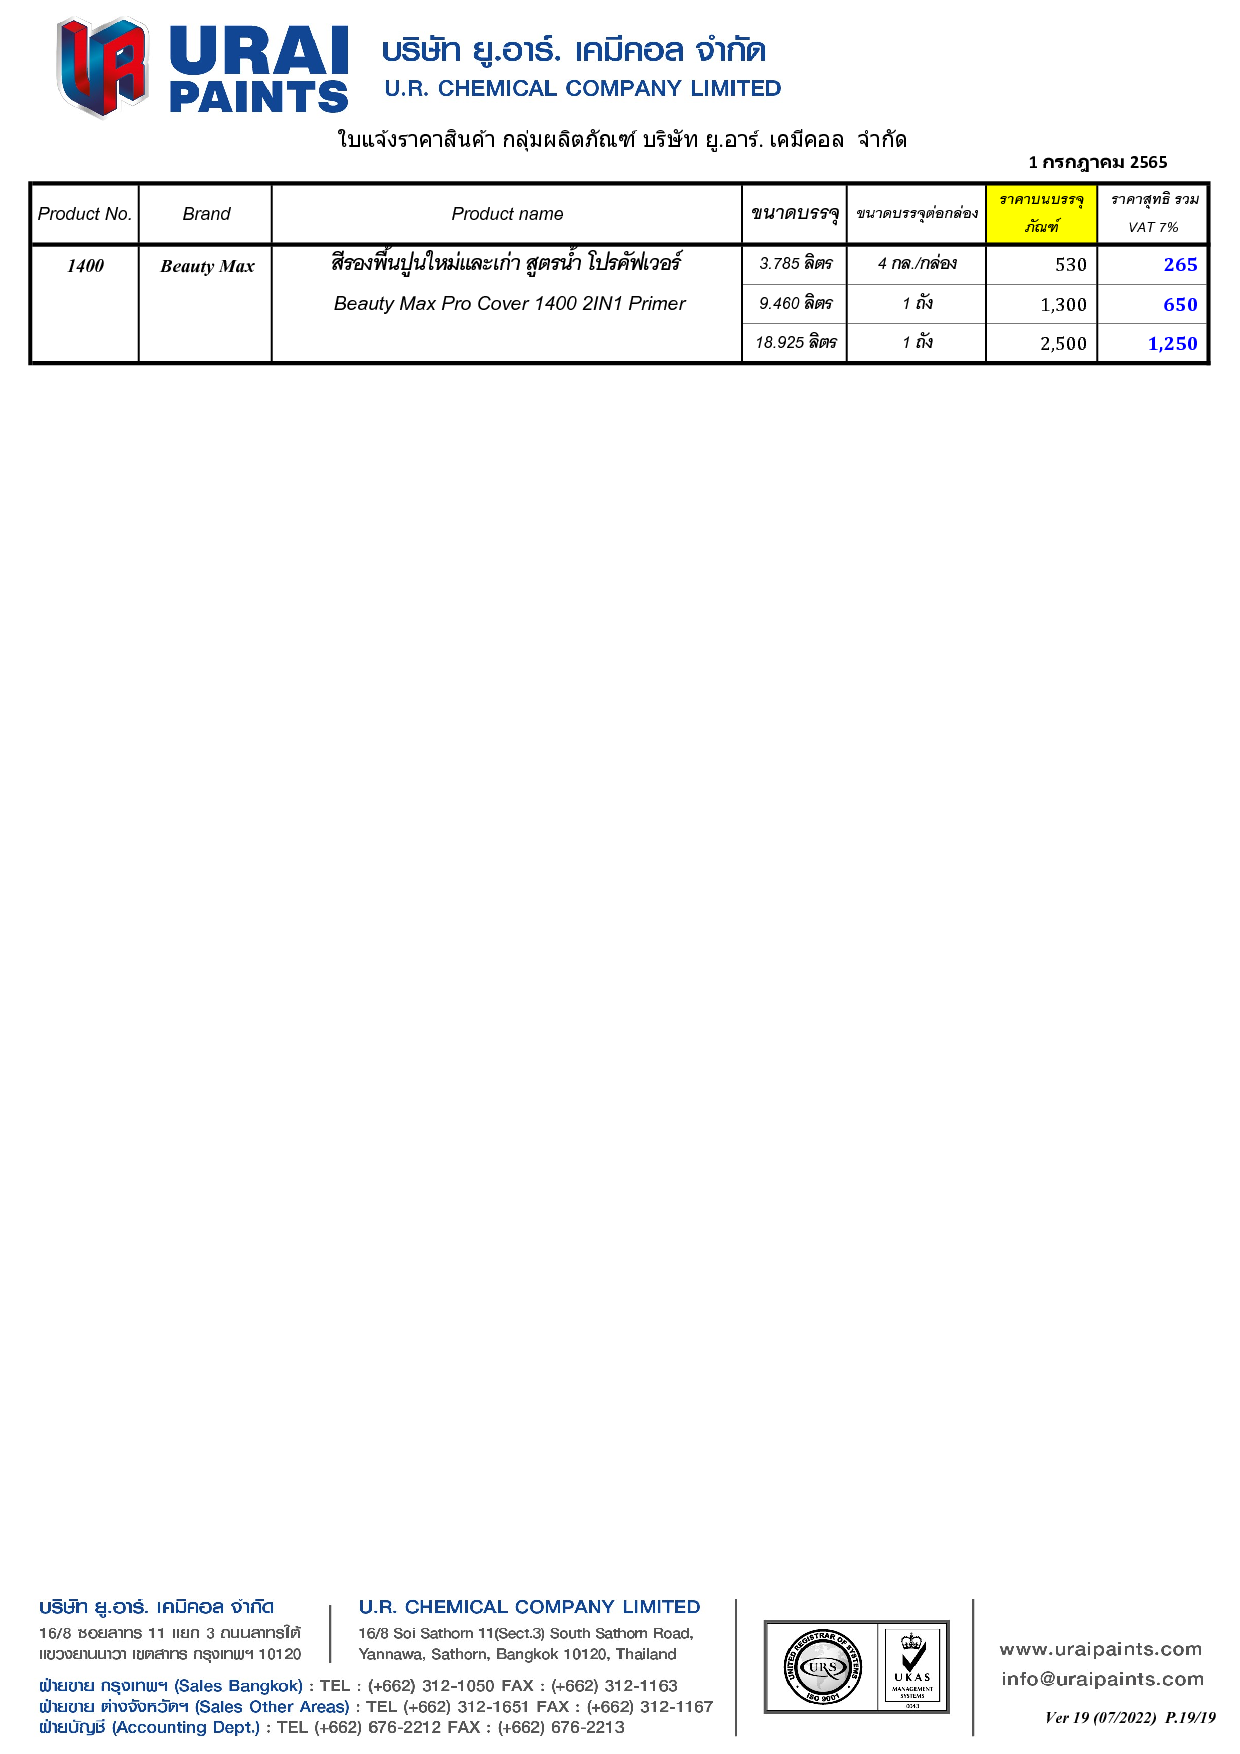 URAI
PAINTS
บริษัท ยู.อาร์. เคมีคอล จำกัด
U.R. CHEMICAL COMPANY LIMITED
ใบแจ้งราคาสินค้า กลุ่มผลิตภัณฑ์ บริษัท ยู.อาร์. เคมีคอล จำกัด
1 กรกฎาคม 2565
Product No. Brand Product name ขนาดบรรจุ ขนาดบรรจุต่อกล่อง ราคาบนบรรจุ ราคาสุทธิ รวม
ภัณฑ์ VAT 7%
1400 Beauty Max สีรองพื้นปูนใหม่และเก่า สูตรน้ำ โปรคัฟเวอร์ 3.785 ลิตร 4 กล./กล่อง 530 265
Beauty Max Pro Cover 1400 2IN1 Primer 9.460 ลิตร 1 ถัง 1,300 650
18.925 ลิตร 1 ถัง 2,500 1,250
บริษัท ยู.อาร์. เคมีคอล จำกัด
16/8 ซอยสาทร 11 แยก 3 ถนนสาทรใต้
แขวงยานนาวา เขตสาทร กรุงเทพฯ 10120
U.R. CHEMICAL COMPANY LIMITED
16/8 Soi Sathorn 11(Sect.3) South Sathorn Road,
Yannawa, Sathorn, Bangkok 10120, Thailand
ฝ่ายขาย กรุงเทพฯ (Sales Bangkok) : TEL : (+662) 312-1050 FAX : (+662) 312-1163
ฝ่ายขาย ต่างจังหวัดฯ (Sales Other Areas) : TEL (+662) 312-1651 FAX : (+662) 312-1167
ฝ่ายบัญชี (Accounting Dept.) : TEL (+662) 676-2212 FAX : (+662) 676-2213
UNITED REGISTRAR OF SYSTEMS
URS
ISO 9001
UKAS
MANAGEMENT
SYSTEMS
www.uraipaints.com
info@uraipaints.com
Ver 19 (07/2022) P.19/19